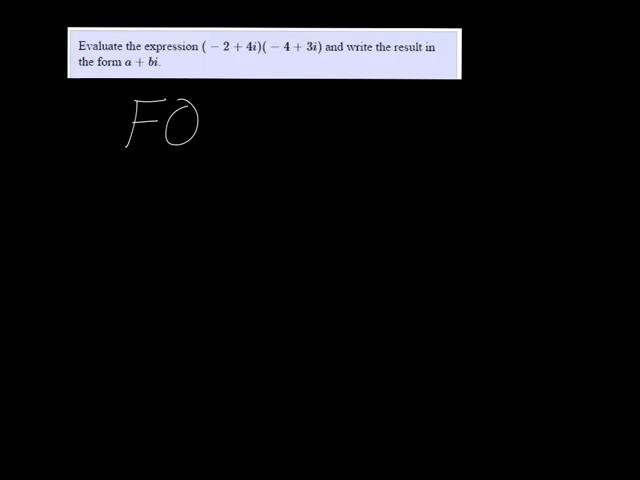 Evaluate the expression (− 2 + 4i)(− 4 + 3i) and write the result in
the form a + bi.
FO